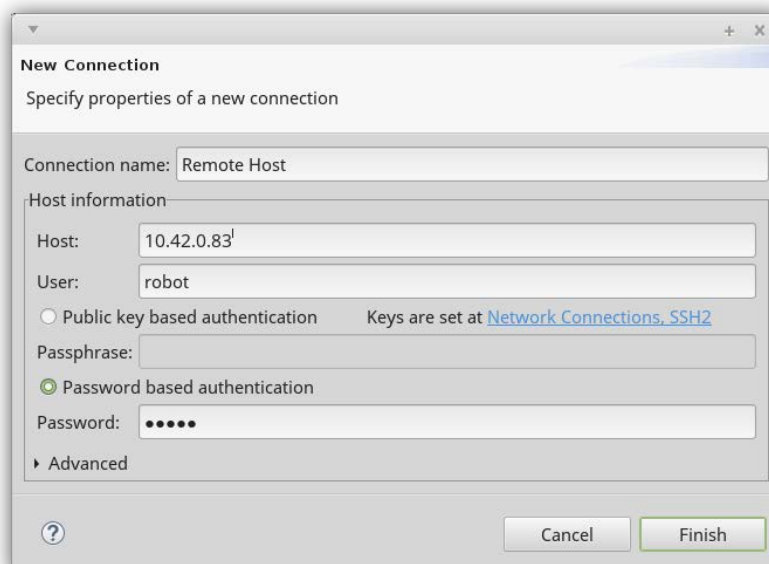 New Connection
Specify properties of a new connection
Connection name: Remote Host
Host information
Host: 10.42.0.83
User: robot
Public key based authentication Keys are set at Network Connections, SSH2
Passphrase:
Password based authentication
Password: •••••
Advanced
? Cancel Finish